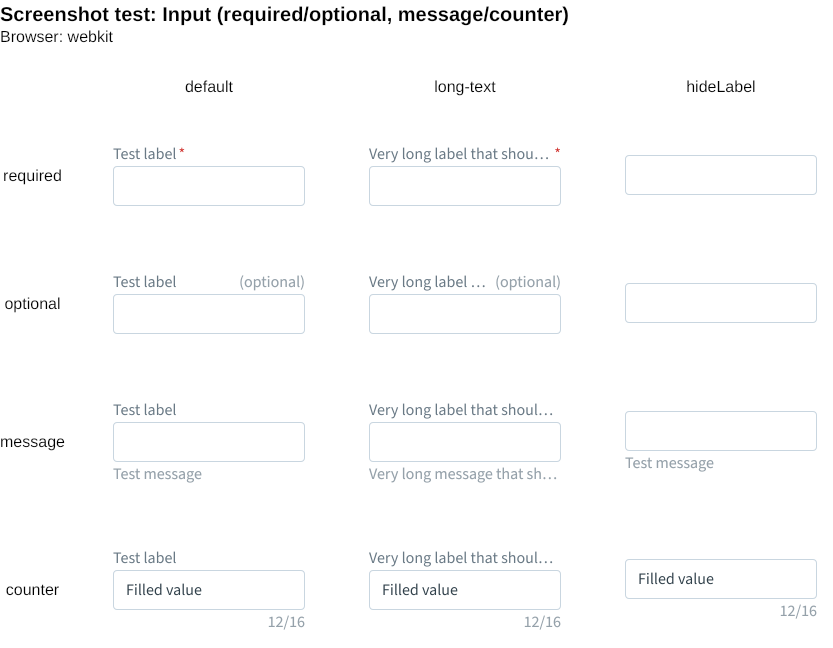 Screenshot test: Input (required/optional, message/counter)
Browser: webkit
default long-text hideLabel
Test label * Very long label that shou… *
required
Test label (optional) Very long label … (optional)
optional
Test label Very long label that shoul…
message
Test message Very long message that sh… Test message
Test label Very long label that shoul…
counter Filled value Filled value Filled value
12/16 12/16 12/16